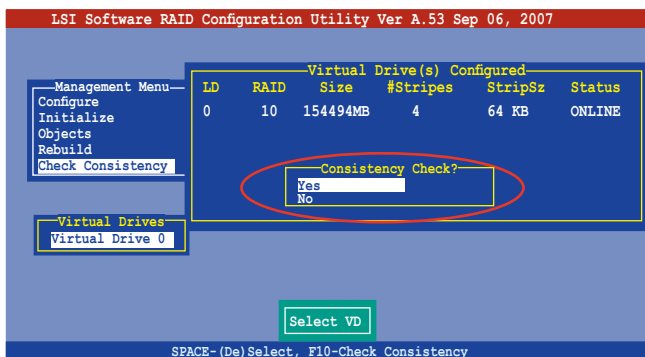 LSI Software RAID Configuration Utility Ver A.53 Sep 06, 2007
Virtual Drive(s) Configured
LD RAID Size #Stripes StripSz Status
0 10 154494MB 4 64 KB ONLINE
Management Menu
Configure
Initialize
Objects
Rebuild
Check Consistency
Consistency Check?
Yes
No
Virtual Drives
Virtual Drive 0
Select VD
SPACE-(De)Select, F10-Check Consistency